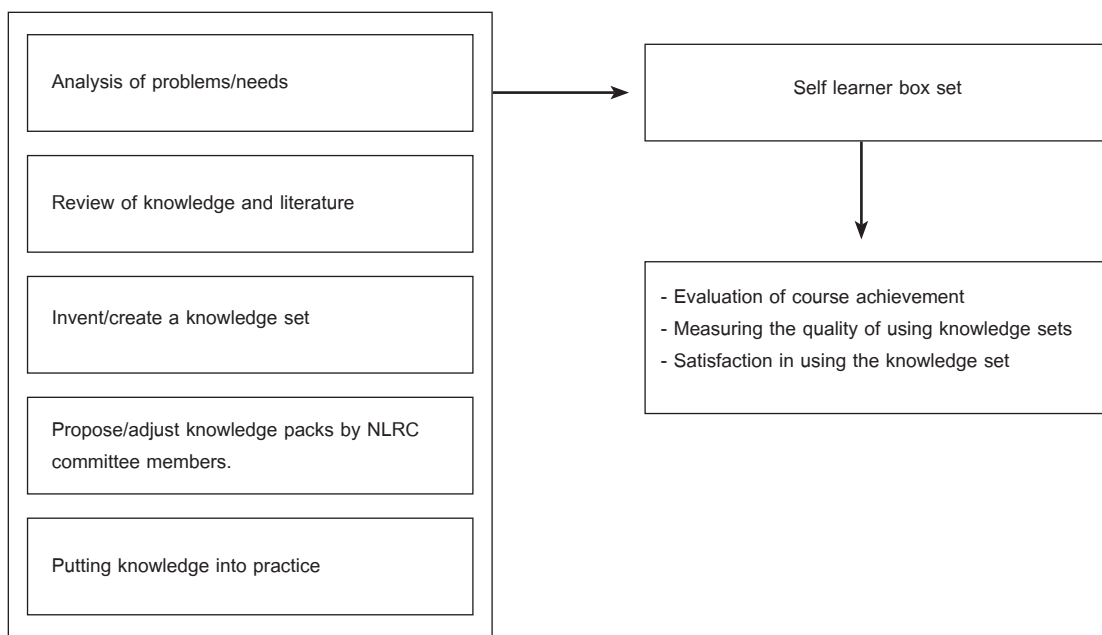 Analysis of problems/needs
Review of knowledge and literature
Invent/create a knowledge set
Propose/adjust knowledge packs by NLRC
committee members.
Putting knowledge into practice
Self learner box set
- Evaluation of course achievement
- Measuring the quality of using knowledge sets
- Satisfaction in using the knowledge set